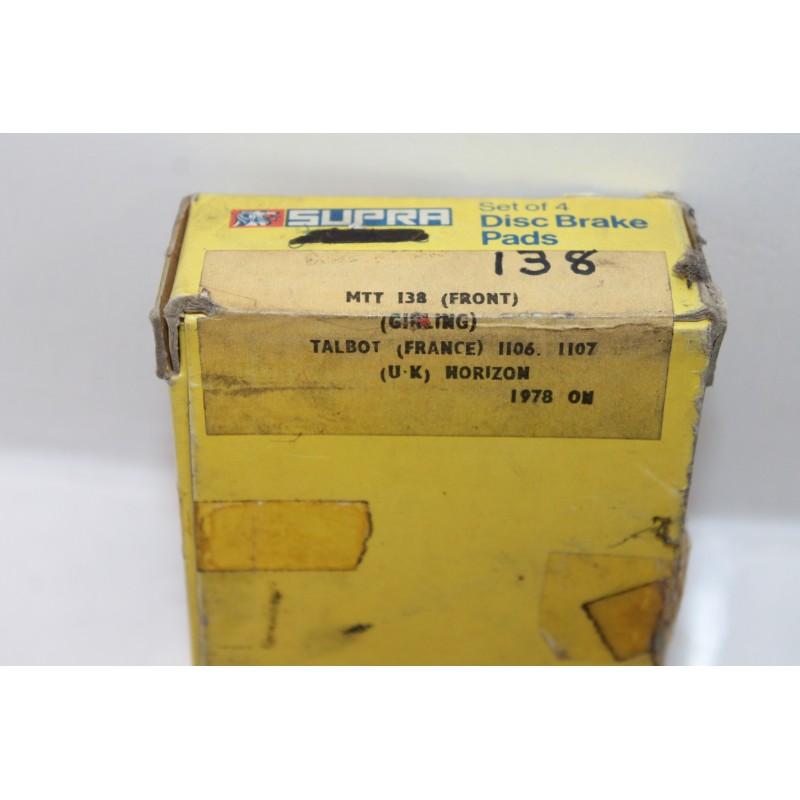 SUPRA
Set of 4
Disc Brake
Pads
138
MTT 138 (FRONT)
(GIRLING)
TALBOT (FRANCE) 1106. 1107
(U·K) HORIZON
1978 ON